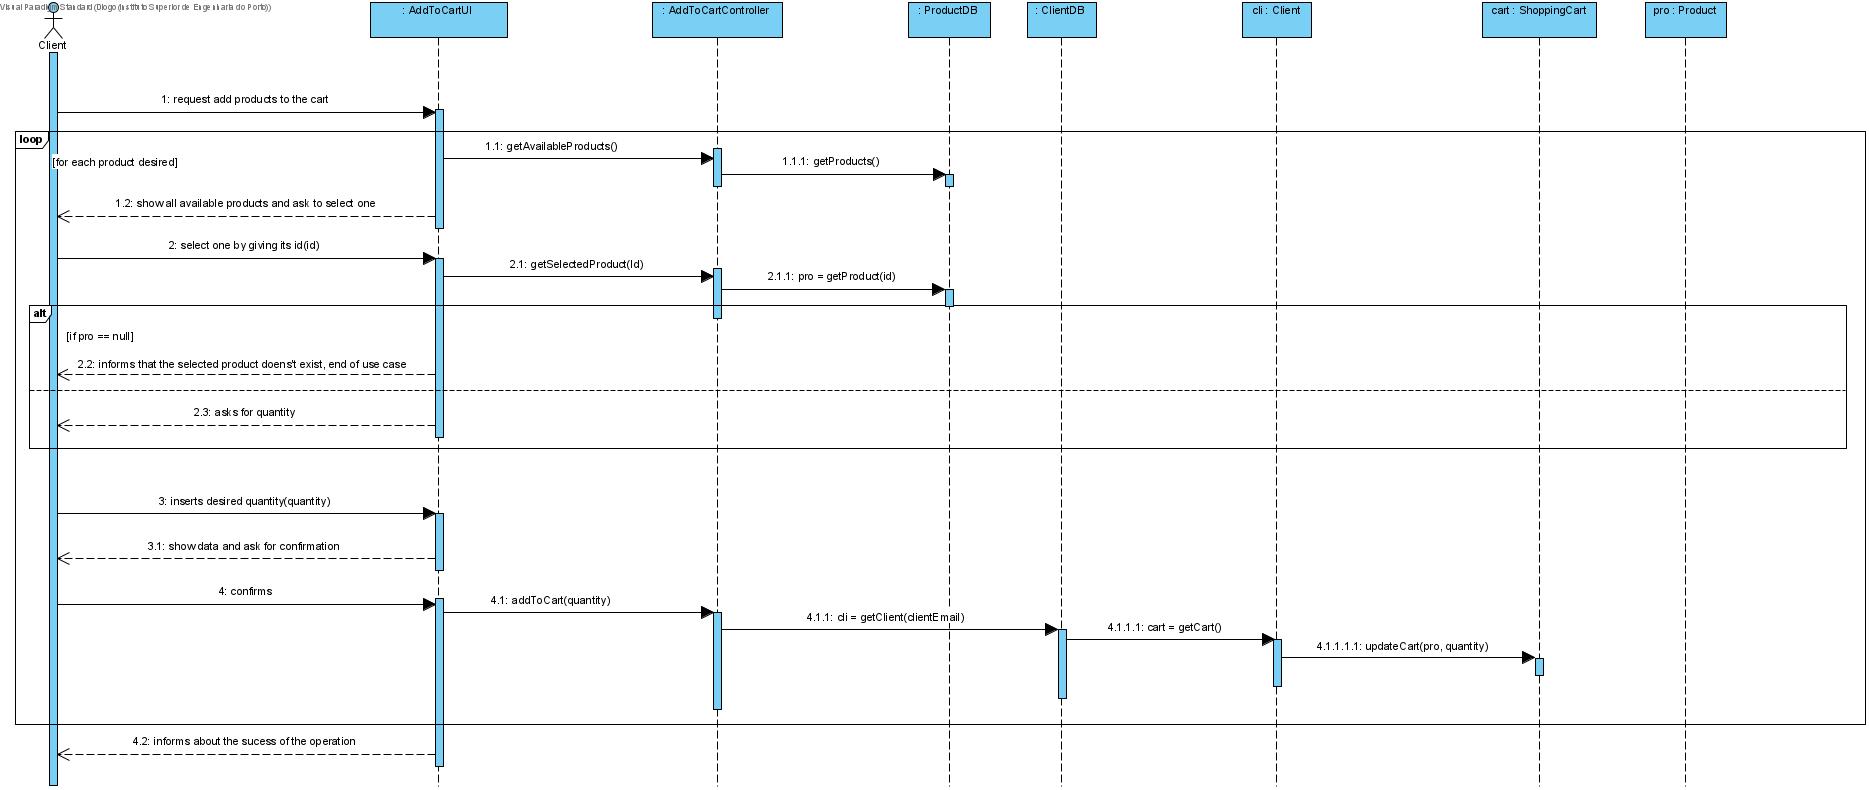 Visual Paradigm Standard (Diogo (Instituto Superior de Engenharia do Porto))
Client
: AddToCartUI
: AddToCartController
: ProductDB
: ClientDB
cli : Client
cart : ShoppingCart
pro : Product
1: request add products to the cart
loop
[for each product desired]
1.1: getAvailableProducts()
1.1.1: getProducts()
1.2: show all available products and ask to select one
2: select one by giving its id(id)
2.1: getSelectedProduct(Id)
2.1.1: pro = getProduct(id)
alt
[if pro == null]
2.2: informs that the selected product doens't exist, end of use case
2.3: asks for quantity
3: inserts desired quantity(quantity)
3.1: show data and ask for confirmation
4: confirms
4.1: addToCart(quantity)
4.1.1: cli = getClient(clientEmail)
4.1.1.1: cart = getCart()
4.1.1.1.1: updateCart(pro, quantity)
4.2: informs about the sucess of the operation